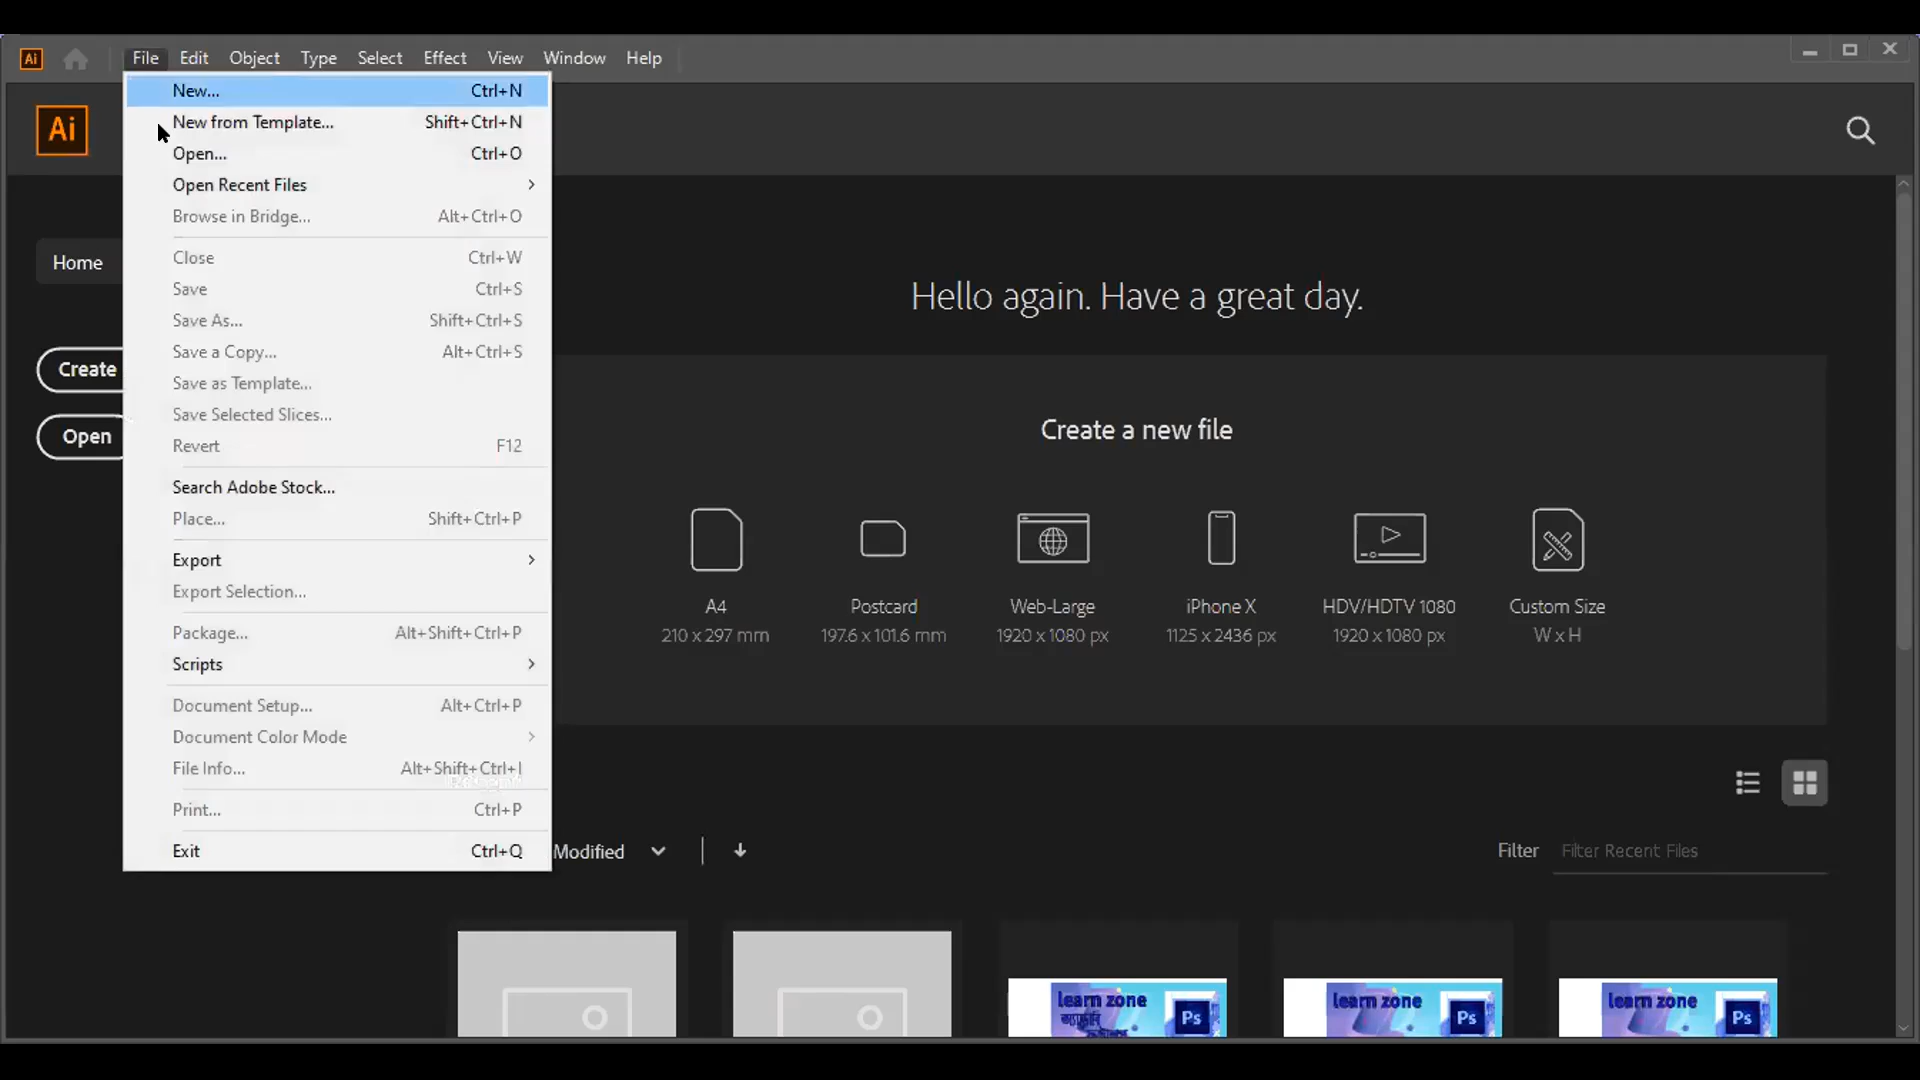 Ai File Edit Object Type Select Effect View Window Help
Ai
New... Ctrl+N
New from Template... Shift+Ctrl+N
Open... Ctrl+O
Open Recent Files
Browse in Bridge... Alt+Ctrl+O
Close Ctrl+W
Save Ctrl+S
Save As... Shift+Ctrl+S
Save a Copy... Alt+Ctrl+S
Save as Template...
Save Selected Slices...
Revert F12
Search Adobe Stock...
Place... Shift+Ctrl+P
Export
Export Selection...
Package... Alt+Shift+Ctrl+P
Scripts
Document Setup... Alt+Ctrl+P
Document Color Mode
File Info... Alt+Shift+Ctrl+I
Print... Ctrl+P
Exit Ctrl+Q
Home
Create
Open
Hello again. Have a great day.
Create a new file
A4
210 x 297 mm
Postcard
197.6 x 101.6 mm
Web-Large
1920 x 1080 px
iPhone X
1125 x 2436 px
HDV/HDTV 1080
1920 x 1080 px
Custom Size
W x H
Modified
Filter Filter Recent Files
learn zone
Ps
learn zone
Ps
learn zone
Ps